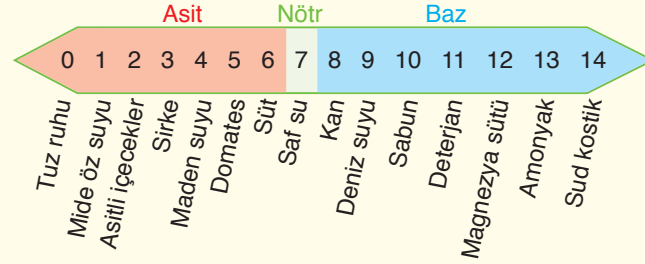 Asit Nötr Baz
0 1 2 3 4 5 6 7 8 9 10 11 12 13 14
Tuz ruhu
Mide öz suyu
Asitli içecekler
Sirke
Maden suyu
Domates
Süt
Saf su
Kan
Deniz suyu
Sabun
Deterjan
Magnezya sütü
Amonyak
Sud kostik